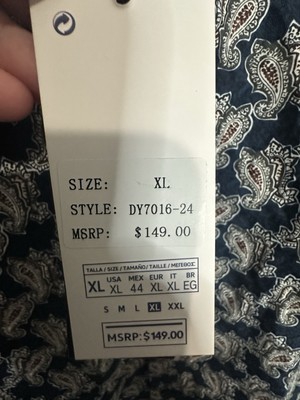 SIZE: XL
STYLE: DY7016-24
MSRP: $149.00
TALLA / SIZE / TAMAÑO / TAILLE / METEBOX
XL USA XL MEX 44 EUR XL IT XL BR EG
S M L XL XXL
MSRP:$149.00